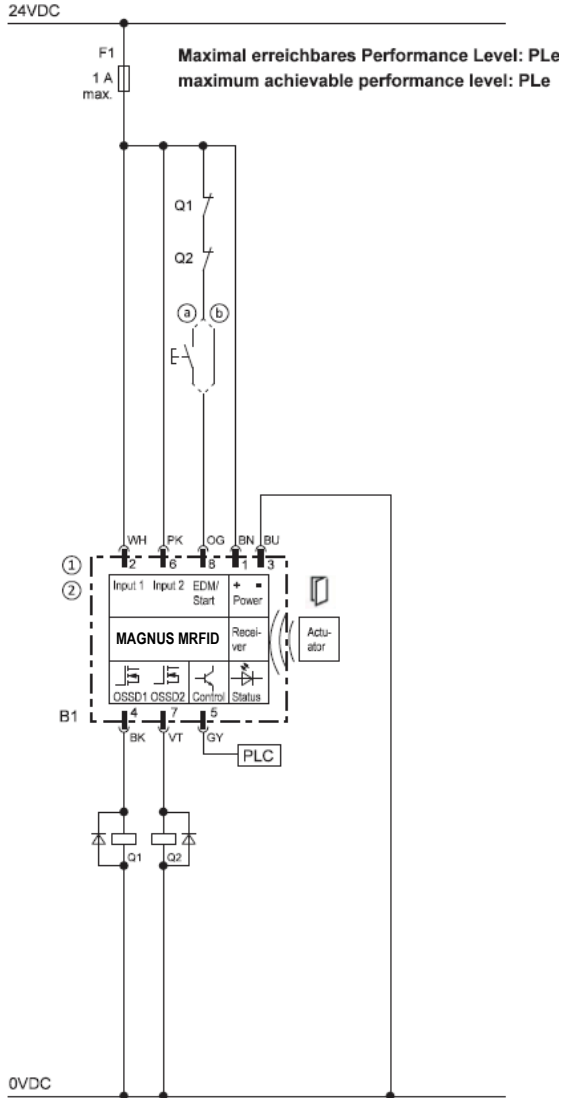 24VDC
F1
1 A
max.
Maximal erreichbares Performance Level: PLe
maximum achievable performance level: PLe
Q1
Q2
a b
WH PK OG BN BU
2 6 8 1 3
1
2
Input 1 Input 2 EDM/ Start + - Power
MAGNUS MRFID
Recei-
ver
Actu-
ator
OSSD1 OSSD2 Control Status
B1
4 7 5
BK VT GY
PLC
Q1 Q2
0VDC